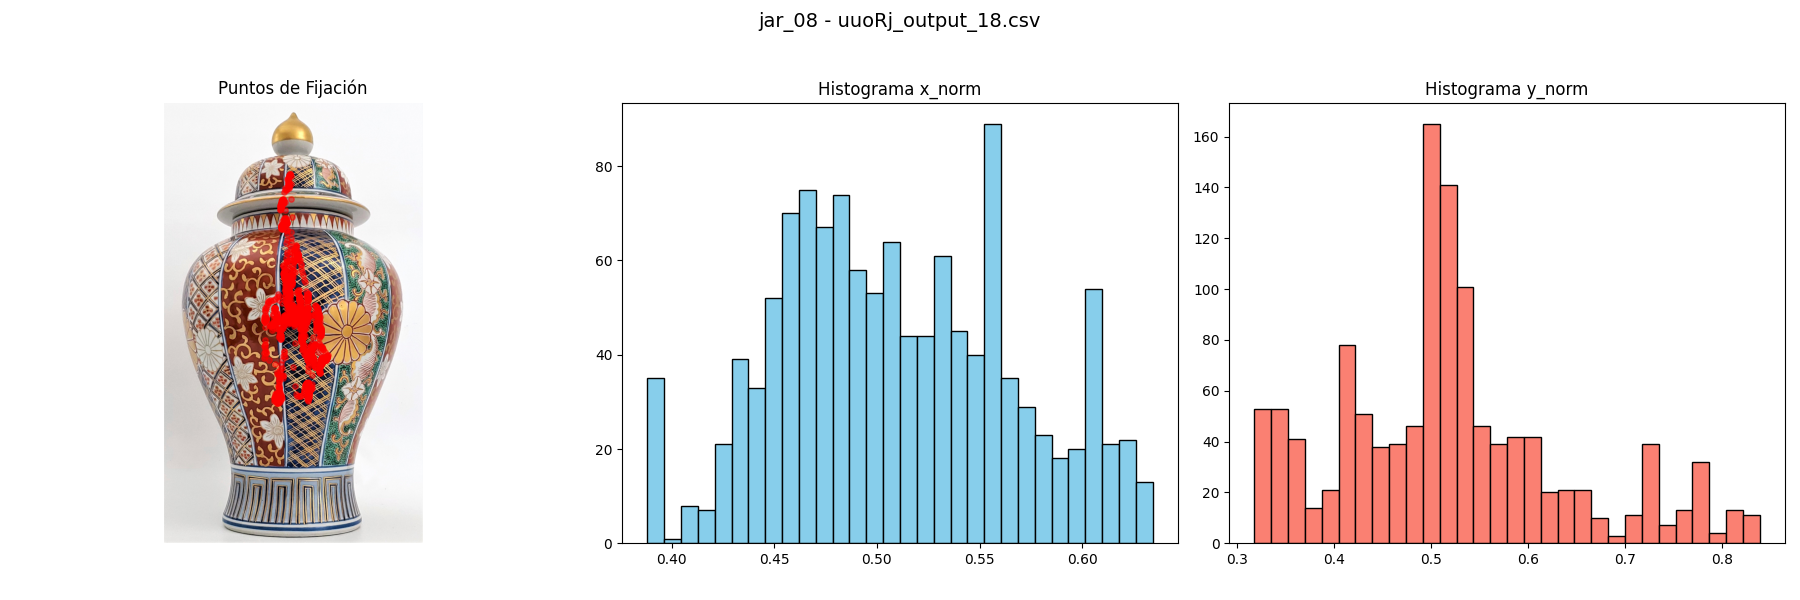 jar_08 - uuoRj_output_18.csv
Puntos de Fijación
Histograma x_norm
80
60
40
20
0
0.40 0.45 0.50 0.55 0.60
Histograma y_norm
160
140
120
100
80
60
40
20
0
0.3 0.4 0.5 0.6 0.7 0.8